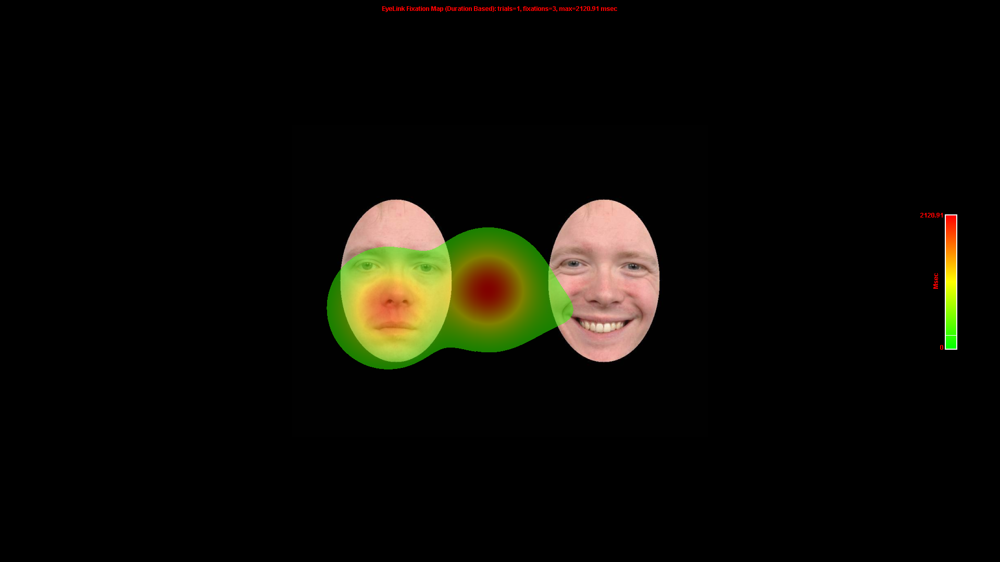 EyeLink Fixation Map (Duration Based): trials=1, fixations=3, max=2120.91 msec
2120.91
Msec
0